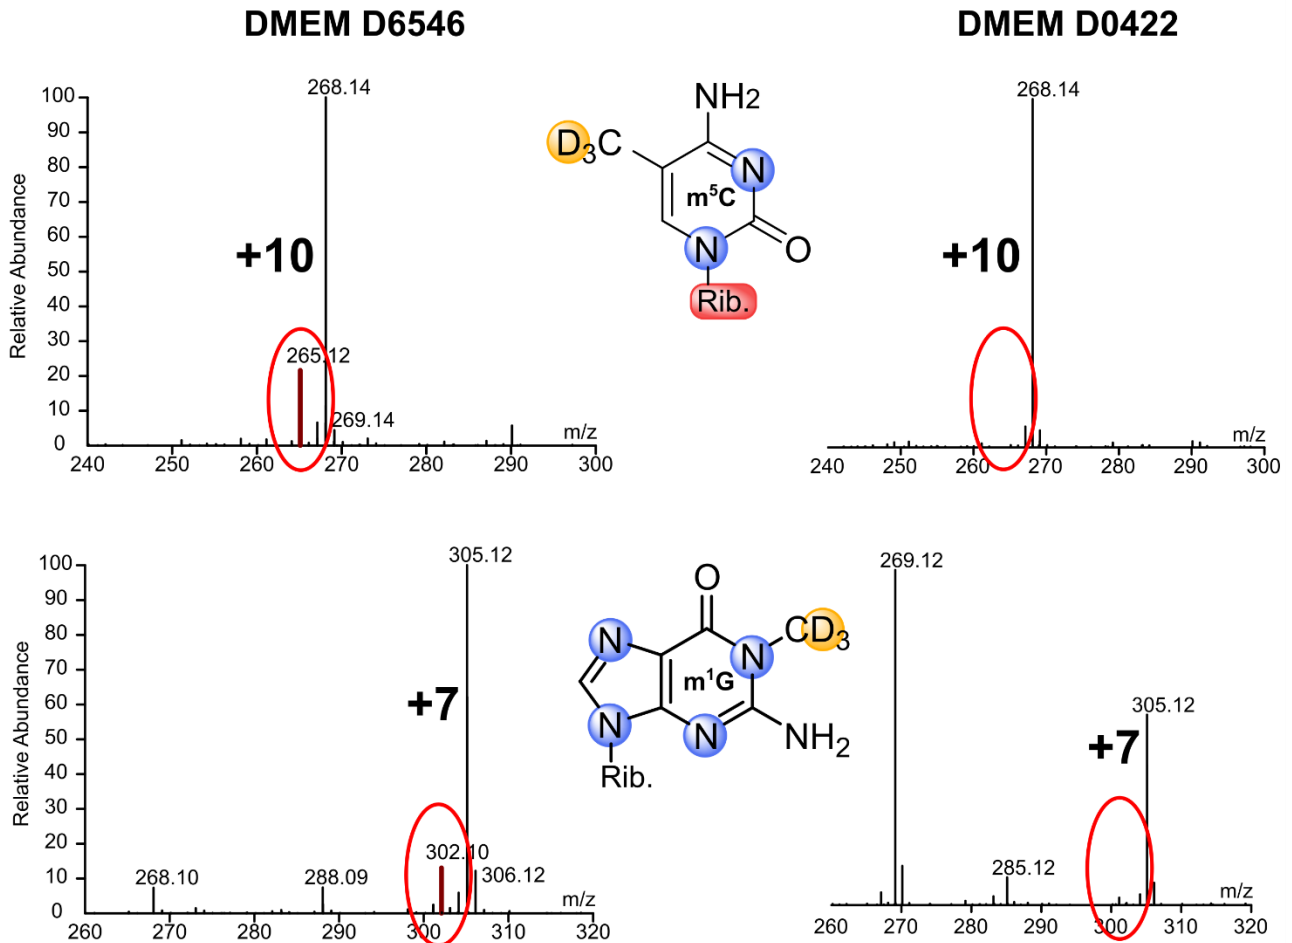 DMEM D6546
DMEM D0422
268.14
100
90
80
70
60
50
40
30
20
10
0
Relative Abundance
+10
265.12
269.14
m/z
240 250 260 270 280 290 300
NH2
D3C
N
m5C
N
O
Rib.
268.14
+10
m/z
240 250 260 270 280 290 300
305.12
100
90
80
70
60
50
40
30
20
10
0
Relative Abundance
+7
302.10
268.10
288.09
306.12
m/z
260 270 280 290 300 310 320
O
N
CD3
N
m1G
N
N
NH2
Rib.
269.12
305.12
+7
285.12
m/z
260 270 280 290 300 310 320